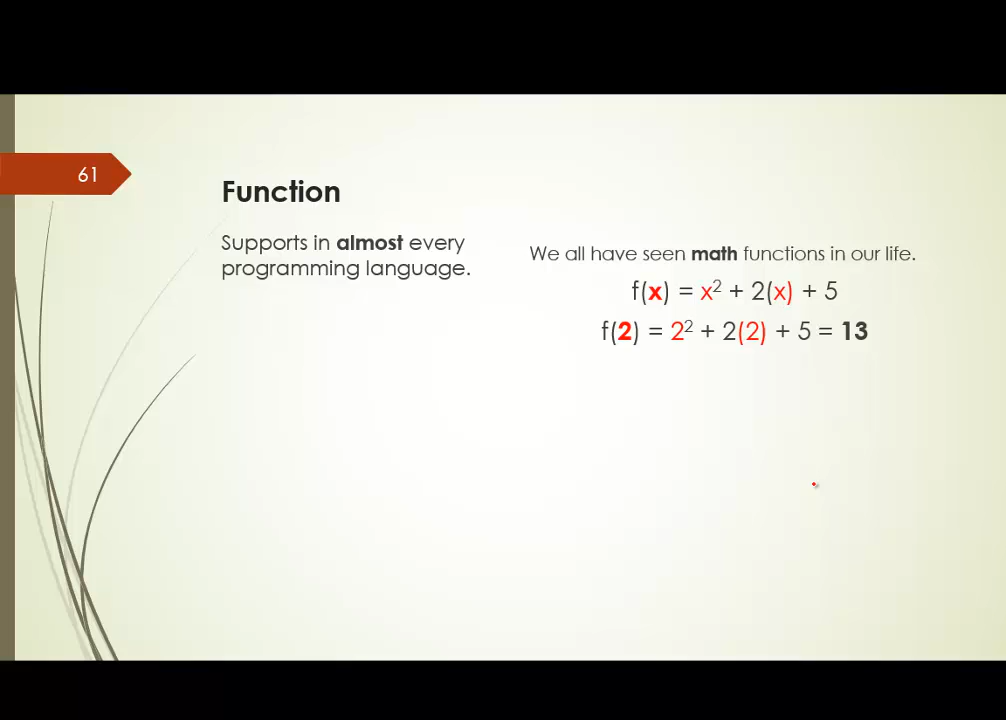 61
Function
Supports in almost every
programming language.
We all have seen math functions in our life.
f(x) = x² + 2(x) + 5
f(2) = 2² + 2(2) + 5 = 13